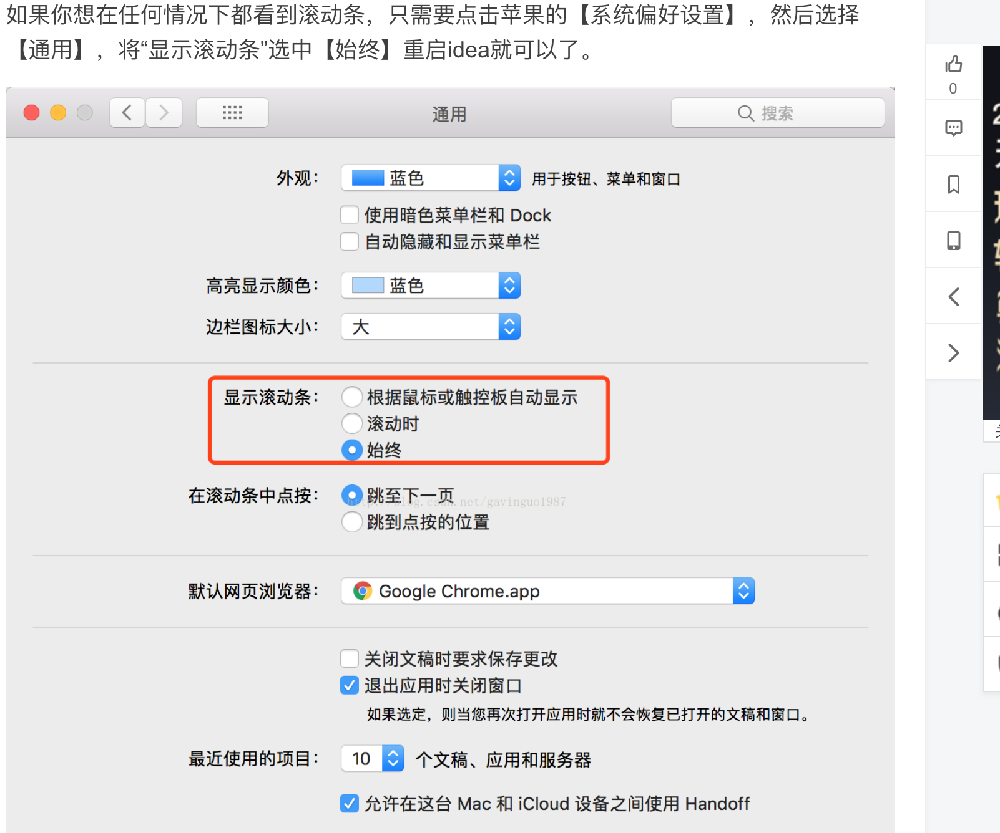 如果你想在任何情况下都看到滚动条，只需要点击苹果的【系统偏好设置】，然后选择
【通用】，将“显示滚动条”选中【始终】重启idea就可以了。
通用
搜索
外观：
蓝色
用于按钮、菜单和窗口
使用暗色菜单栏和 Dock
自动隐藏和显示菜单栏
高亮显示颜色：
蓝色
边栏图标大小：
大
显示滚动条：
根据鼠标或触控板自动显示
滚动时
始终
在滚动条中点按：
跳至下一页
http://blog.csdn.net/gavinguo1987
跳到点按的位置
默认网页浏览器：
Google Chrome.app
关闭文稿时要求保存更改
退出应用时关闭窗口
如果选定，则当您再次打开应用时就不会恢复已打开的文稿和窗口。
最近使用的项目：
10
个文稿、应用和服务器
允许在这台 Mac 和 iCloud 设备之间使用 Handoff
0